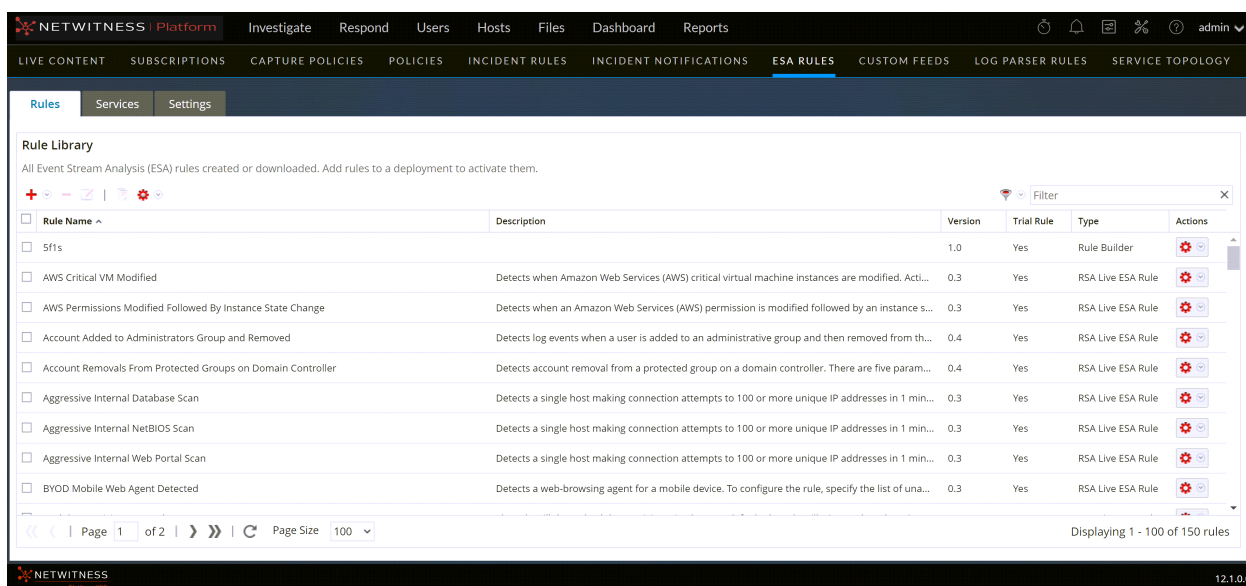 NETWITNESS | Platform Investigate Respond Users Hosts Files Dashboard Reports admin
LIVE CONTENT SUBSCRIPTIONS CAPTURE POLICIES POLICIES INCIDENT RULES INCIDENT NOTIFICATIONS ESA RULES CUSTOM FEEDS LOG PARSER RULES SERVICE TOPOLOGY
Rules Services Settings
Rule Library
All Event Stream Analysis (ESA) rules created or downloaded. Add rules to a deployment to activate them.
Filter
Rule Name Description Version Trial Rule Type Actions
5f1s 1.0 Yes Rule Builder
AWS Critical VM Modified Detects when Amazon Web Services (AWS) critical virtual machine instances are modified. Acti... 0.3 Yes RSA Live ESA Rule
AWS Permissions Modified Followed By Instance State Change Detects when an Amazon Web Services (AWS) permission is modified followed by an instance s... 0.3 Yes RSA Live ESA Rule
Account Added to Administrators Group and Removed Detects log events when a user is added to an administrative group and then removed from th... 0.4 Yes RSA Live ESA Rule
Account Removals From Protected Groups on Domain Controller Detects account removal from a protected group on a domain controller. There are five param... 0.4 Yes RSA Live ESA Rule
Aggressive Internal Database Scan Detects a single host making connection attempts to 100 or more unique IP addresses in 1 min... 0.3 Yes RSA Live ESA Rule
Aggressive Internal NetBIOS Scan Detects a single host making connection attempts to 100 or more unique IP addresses in 1 min... 0.3 Yes RSA Live ESA Rule
Aggressive Internal Web Portal Scan Detects a single host making connection attempts to 100 or more unique IP addresses in 1 min... 0.3 Yes RSA Live ESA Rule
BYOD Mobile Web Agent Detected Detects a web-browsing agent for a mobile device. To configure the rule, specify the list of una... 0.3 Yes RSA Live ESA Rule
Page 1 of 2 Page Size 100 Displaying 1 - 100 of 150 rules
NETWITNESS 12.1.0.